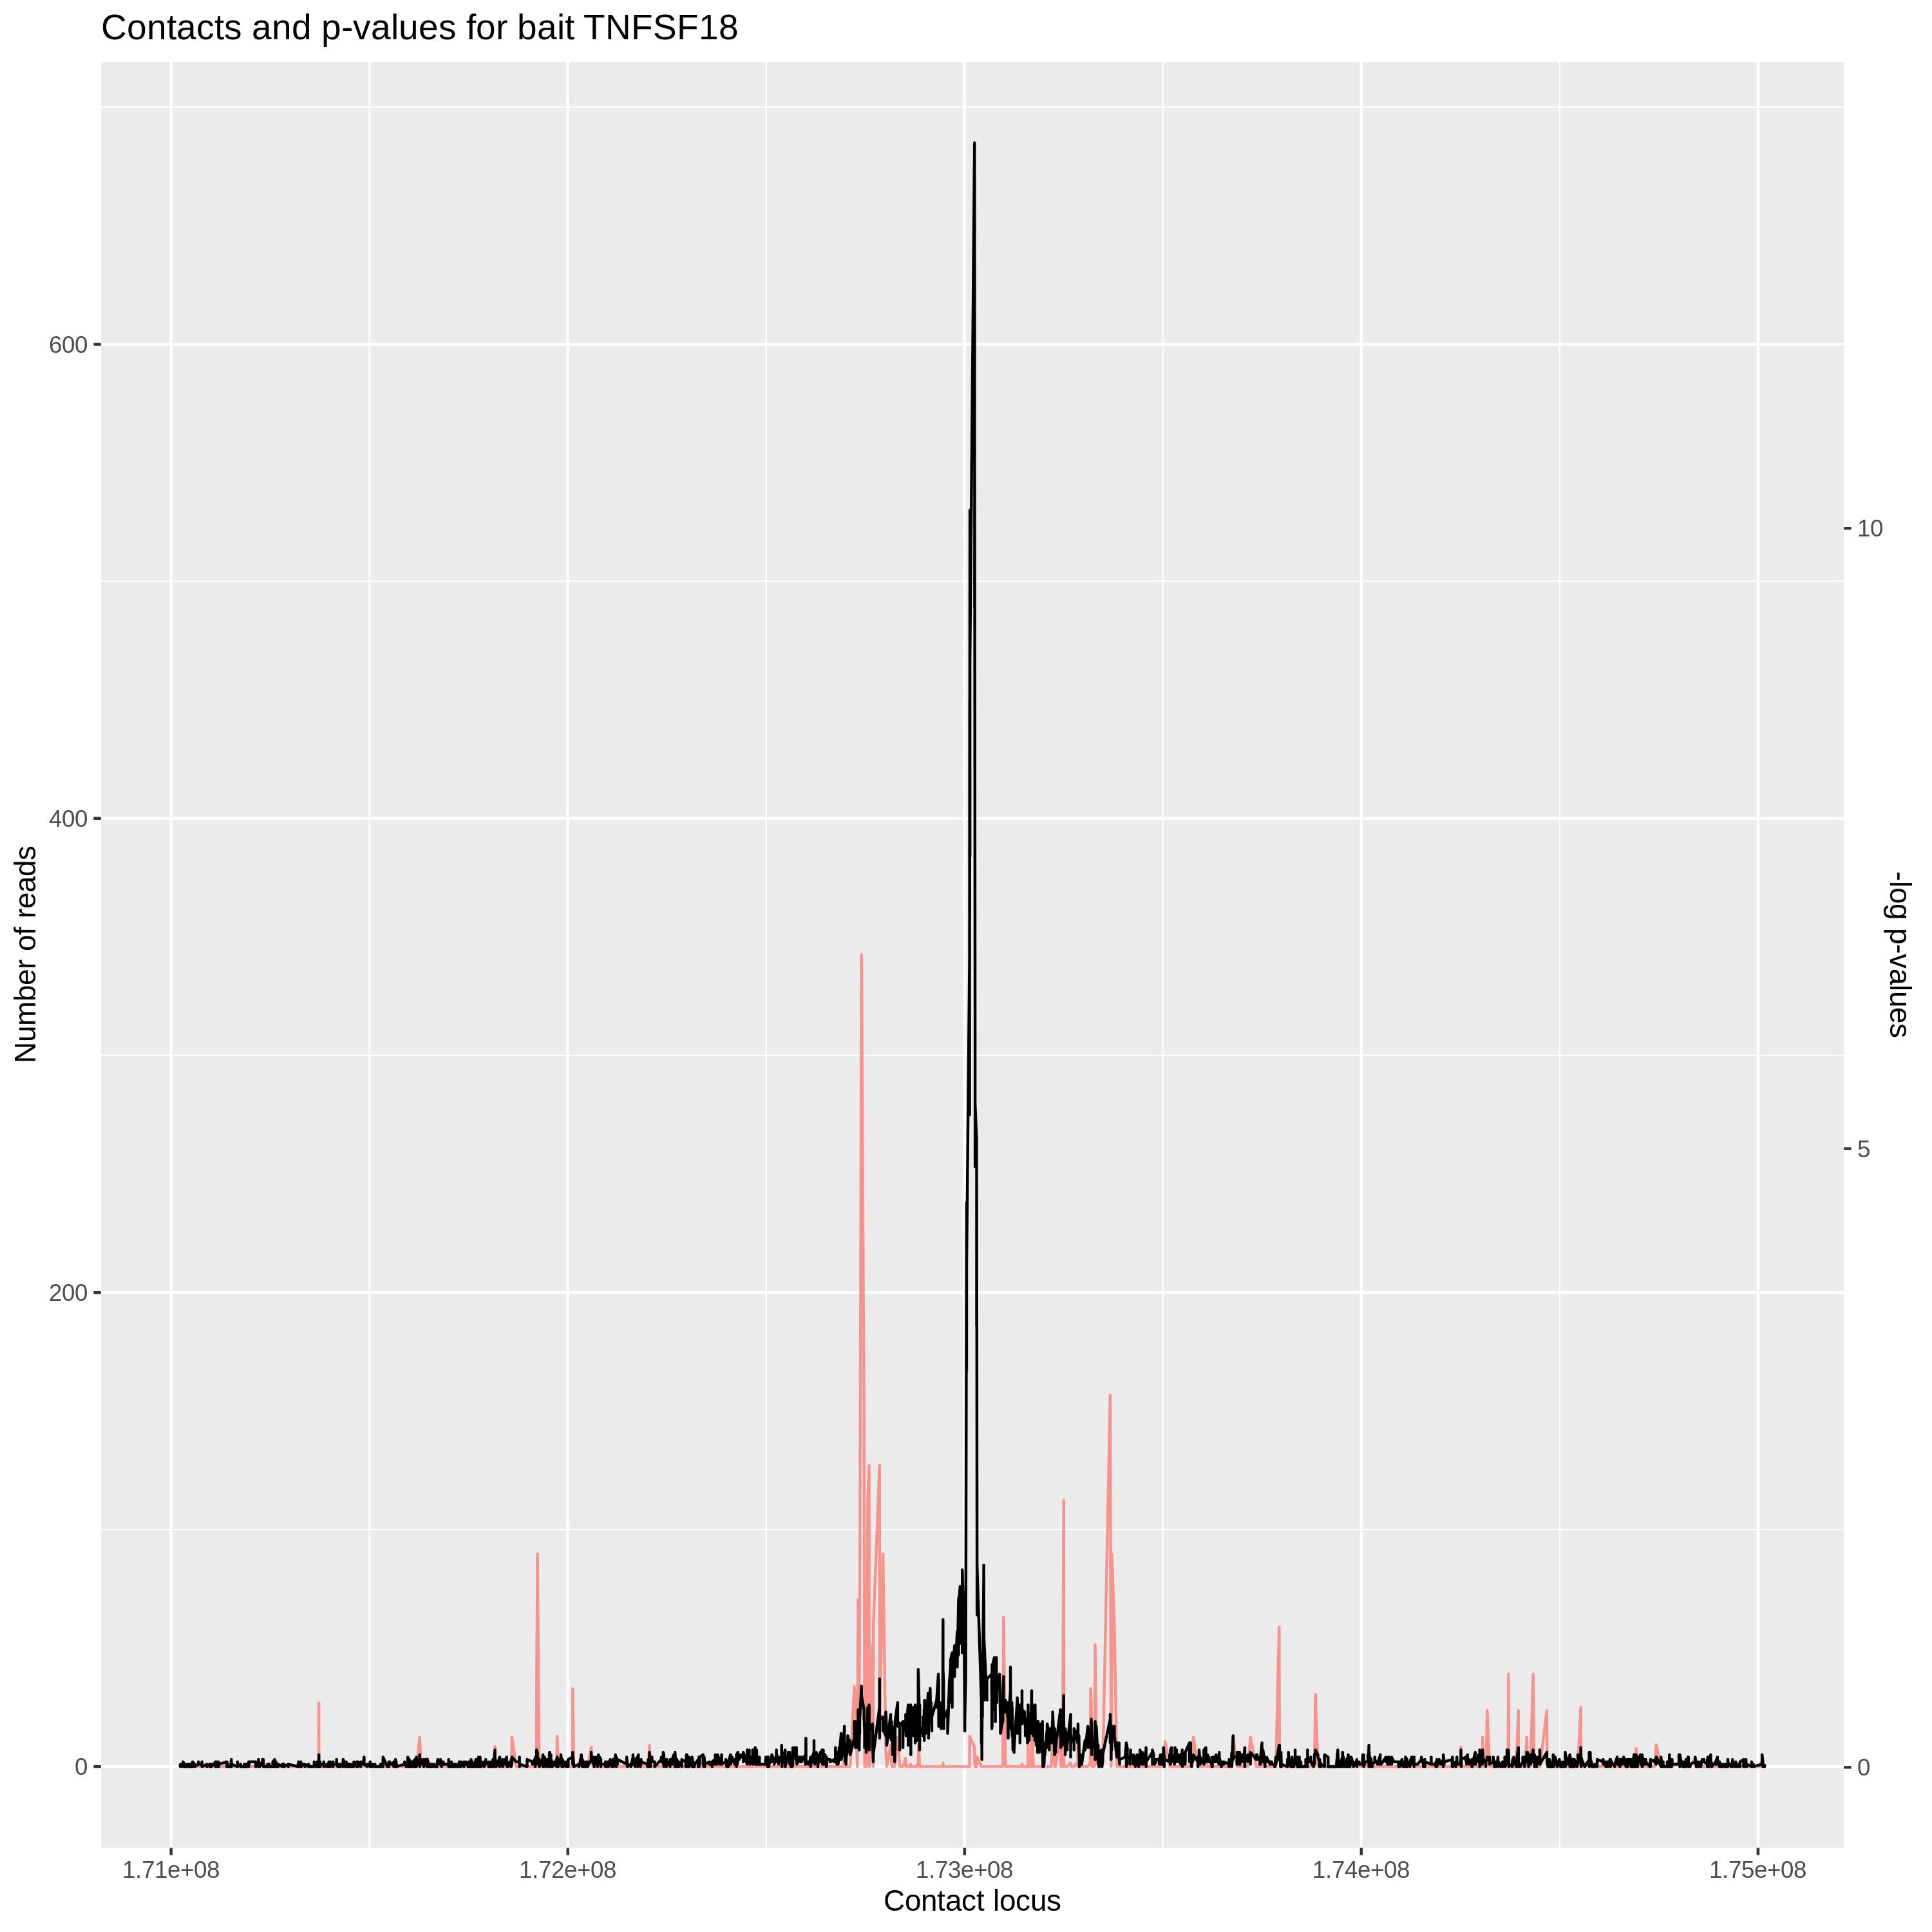 Contacts and p-values for bait TNFSF18
600
400
200
0
Number of reads
10
5
0
-log p-values
1.71e+08
1.72e+08
1.73e+08
1.74e+08
1.75e+08
Contact locus